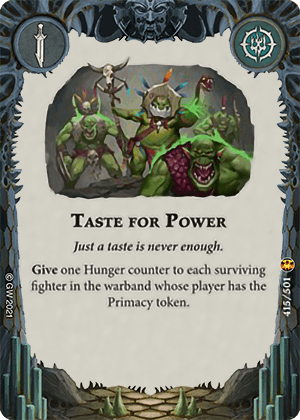 TASTE FOR POWER
Just a taste is never enough.
Give one Hunger counter to each surviving
fighter in the warband whose player has the
Primacy token.
© GW 2021
415/501